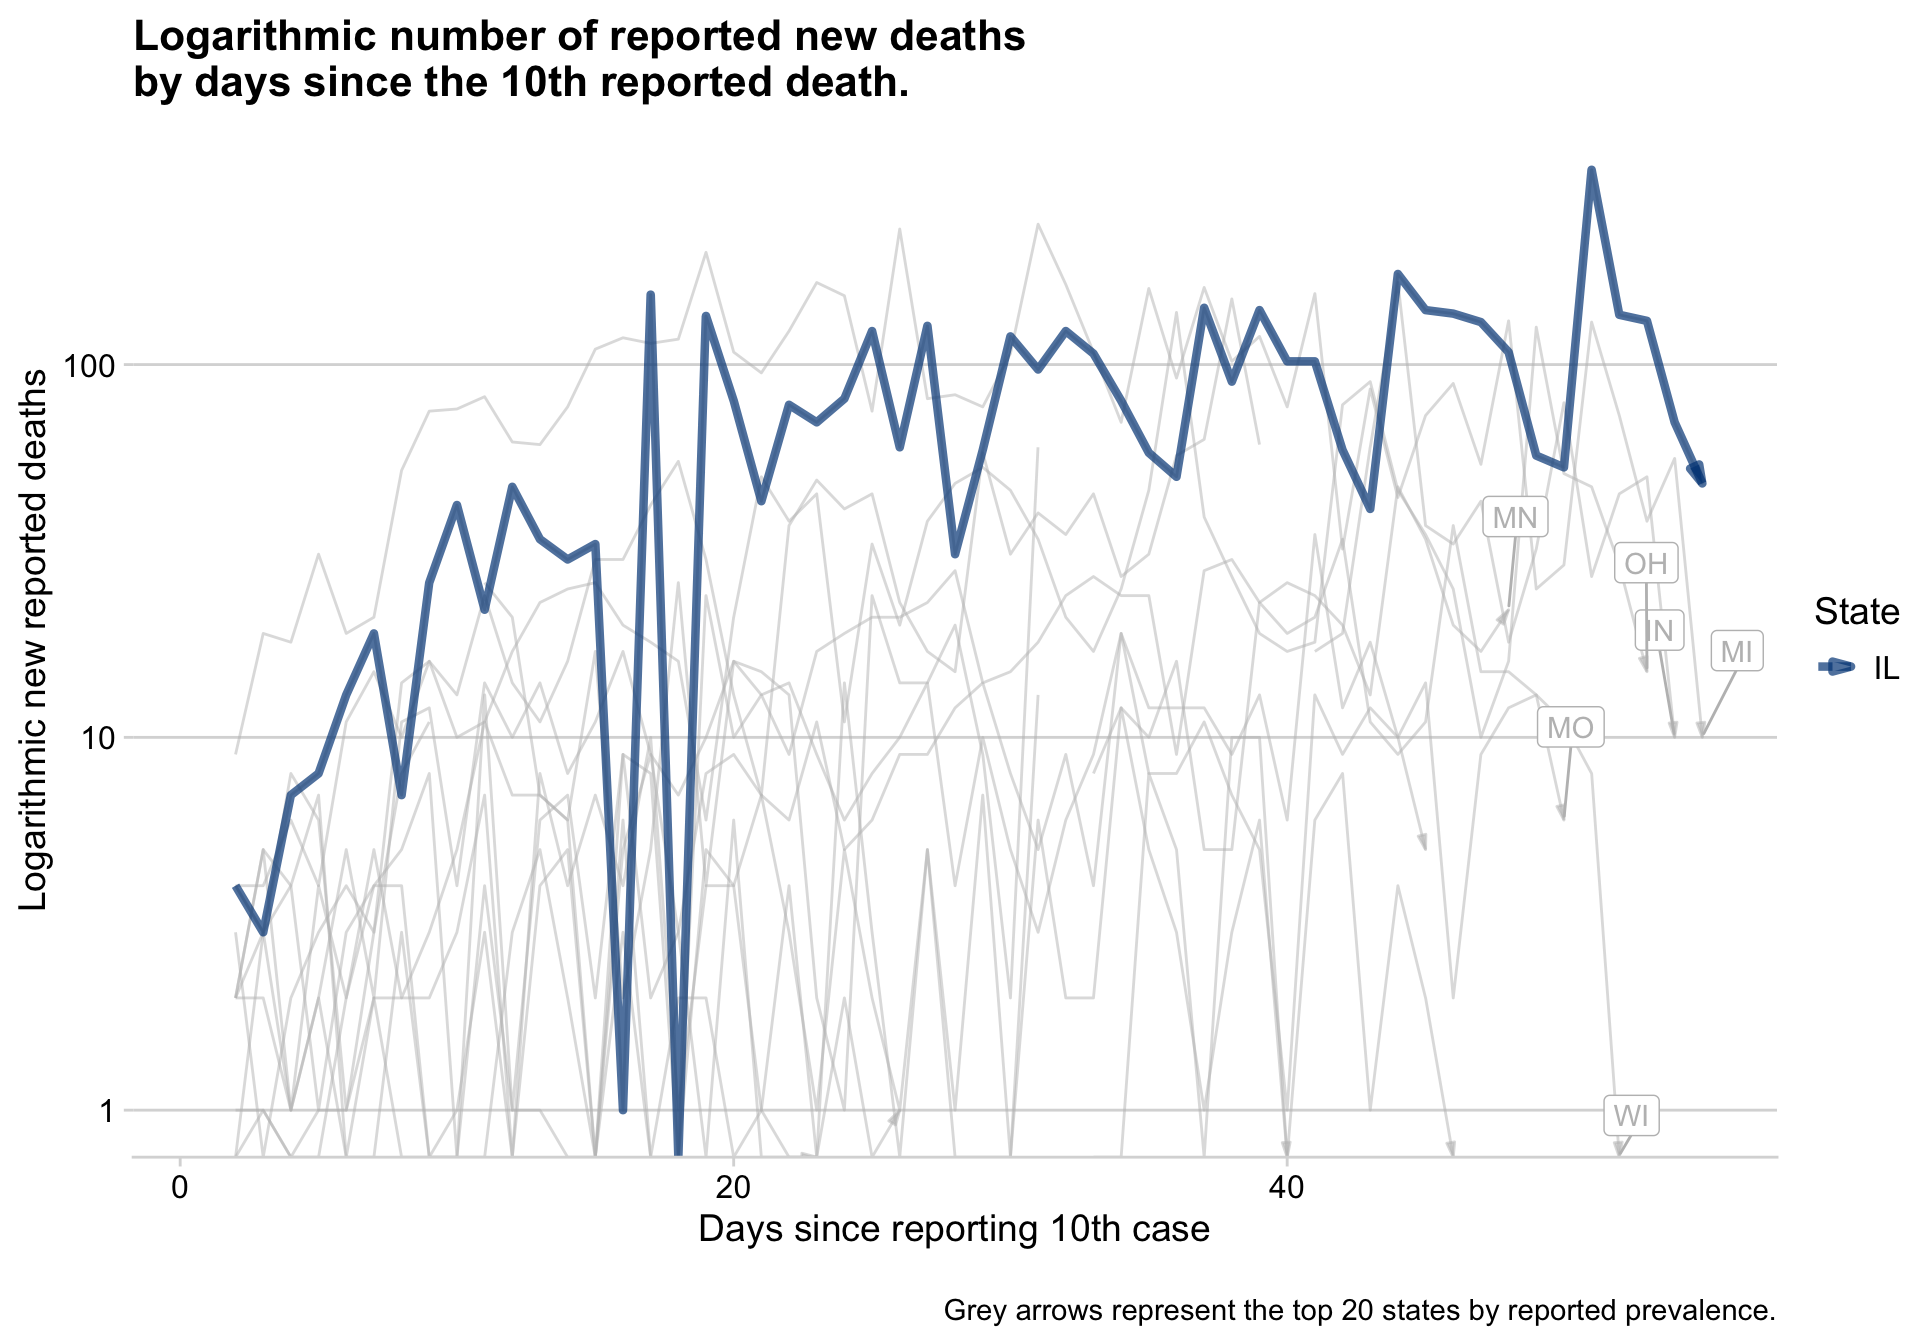 Logarithmic number of reported new deaths
by days since the 10th reported death.
Logarithmic new reported deaths
100
10
1
MN
OH
IN
MI
MO
WI
State
IL
0
20
40
Days since reporting 10th case
Grey arrows represent the top 20 states by reported prevalence.